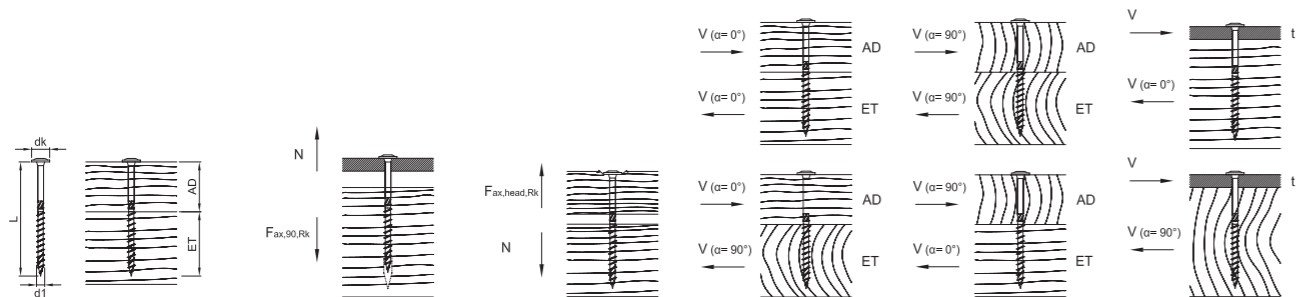 dk
L
AD
ET
d1
N
Fax,90,Rk
Fax,head,Rk
N
V (α= 0°)
AD
V (α= 0°)
ET
V (α= 90°)
AD
V (α= 90°)
ET
V
t
V (α= 0°)
V (α= 0°)
AD
V (α= 90°)
ET
V (α= 90°)
AD
V (α= 0°)
ET
V
t
V (α= 90°)